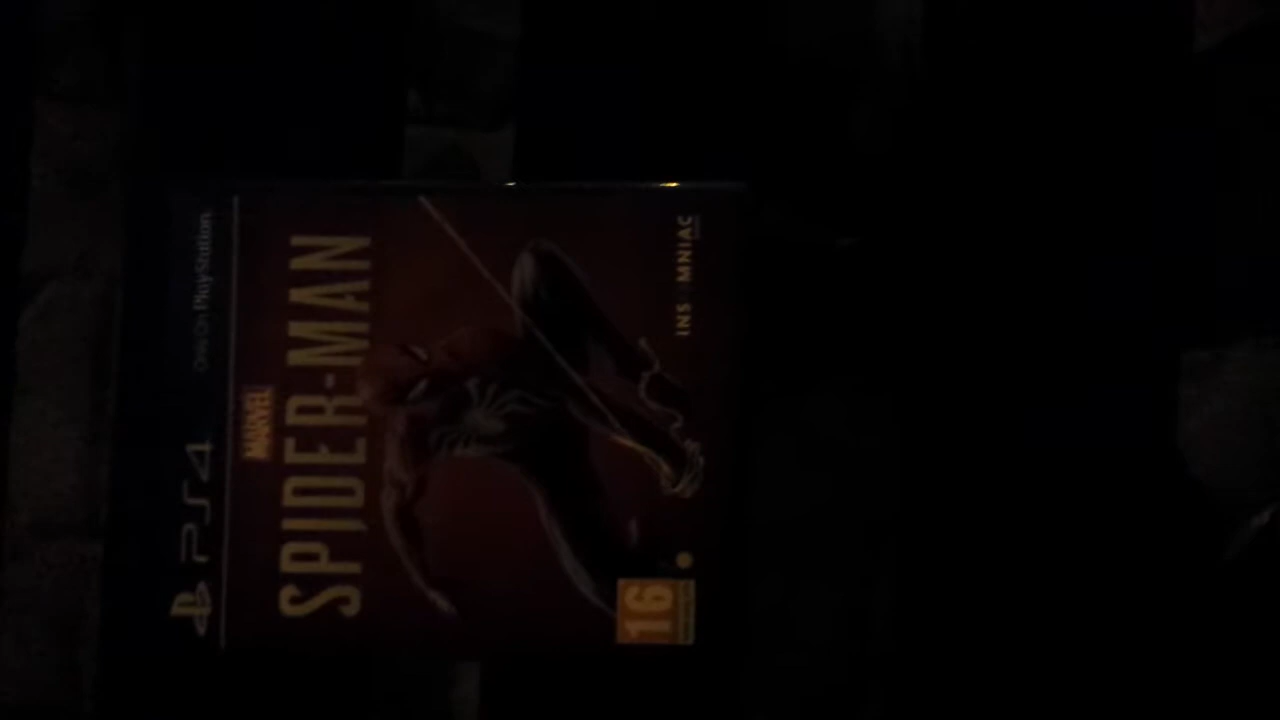 PS4
Only On PlayStation
MARVEL
SPIDER-MAN
16
INSOMNIAC